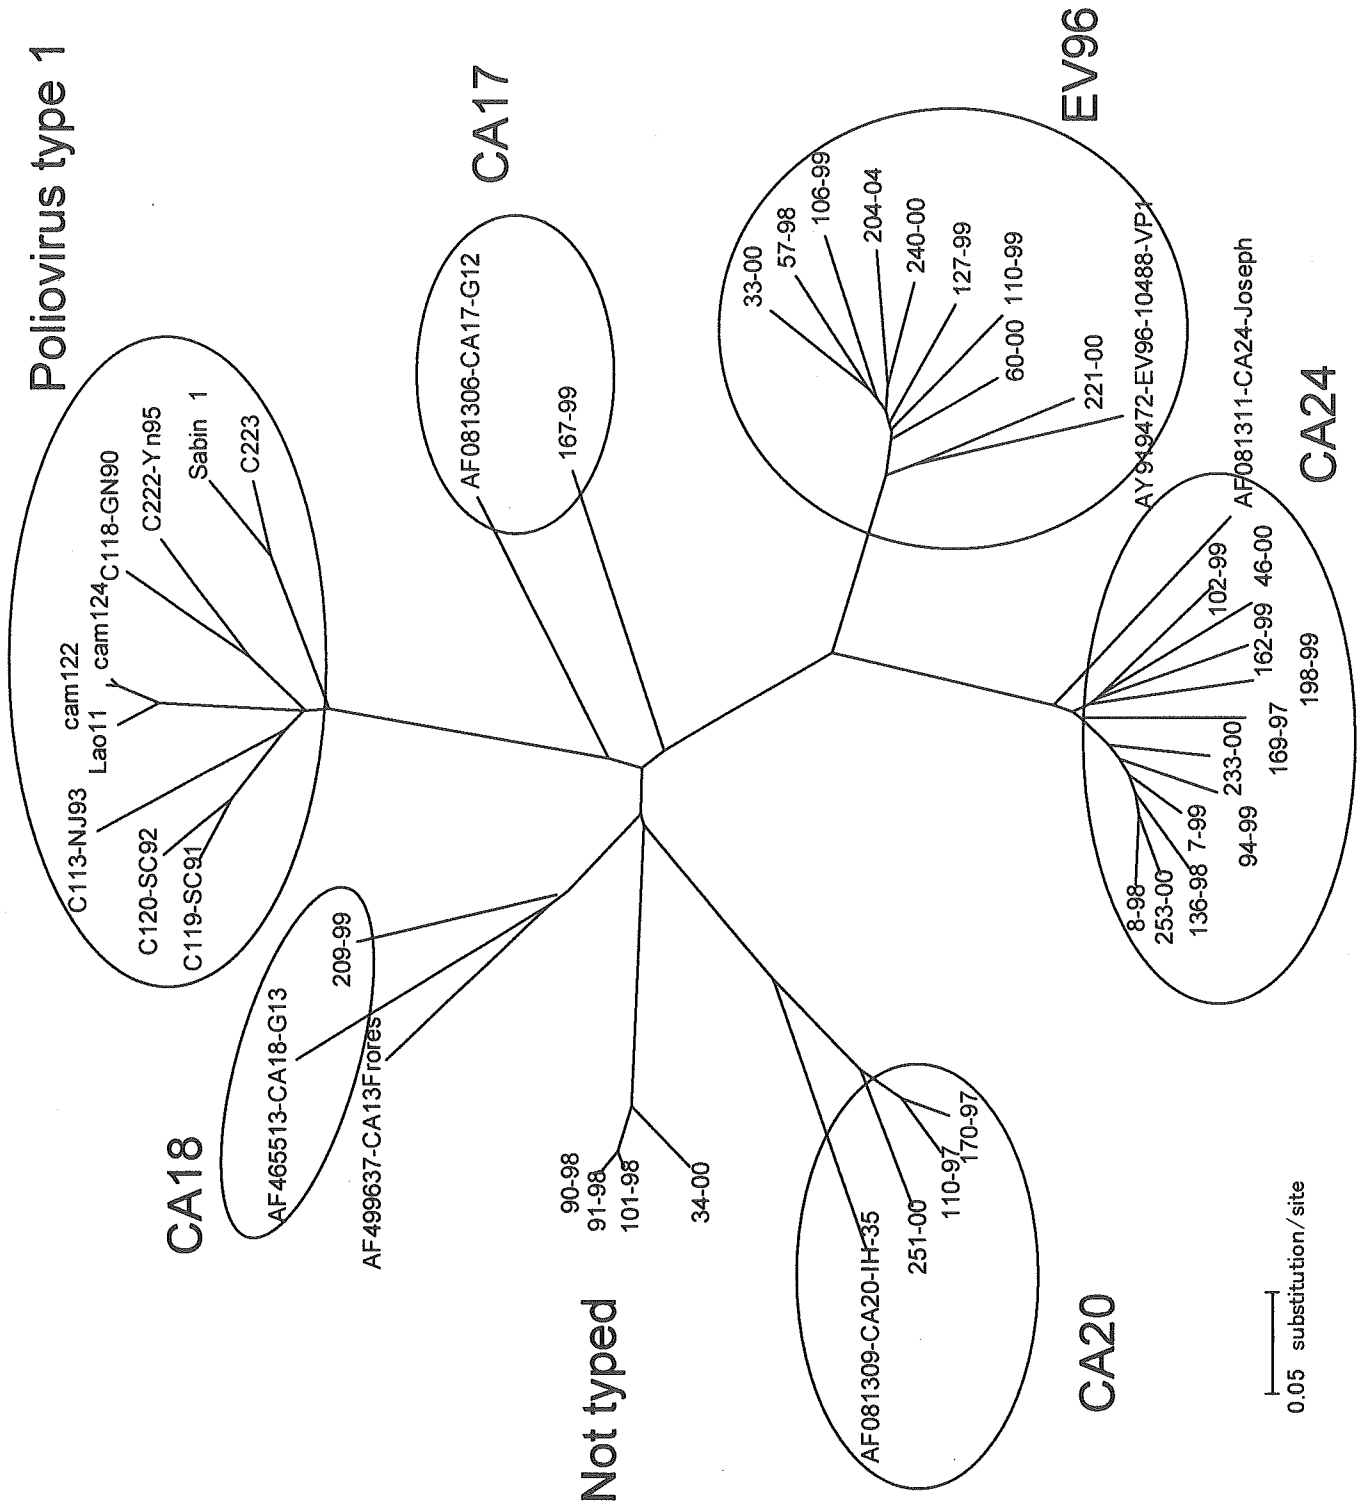 Poliovirus type 1
C113-NJ93
C120-SC92
C119-SC91
Lao11
cam122
cam124
C118-GN90
C222-Yn95
Sabin 1
C223
CA17
AF081306-CA17-G12
167-99
EV96
33-00
57-98
106-99
204-04
240-00
127-99
110-99
60-00
221-00
AY919472-EV96-10488-VP1
CA24
AF081311-CA24-Joseph
102-99
46-00
162-99
198-99
169-97
233-00
94-99
7-99
136-98
253-00
8-98
CA18
209-99
AF465513-CA18-G13
AF499637-CA13Frores
Not typed
90-98
91-98
101-98
34-00
CA20
AF081309-CA20-IH-35
251-00
110-97
170-97
0.05 substitution/site